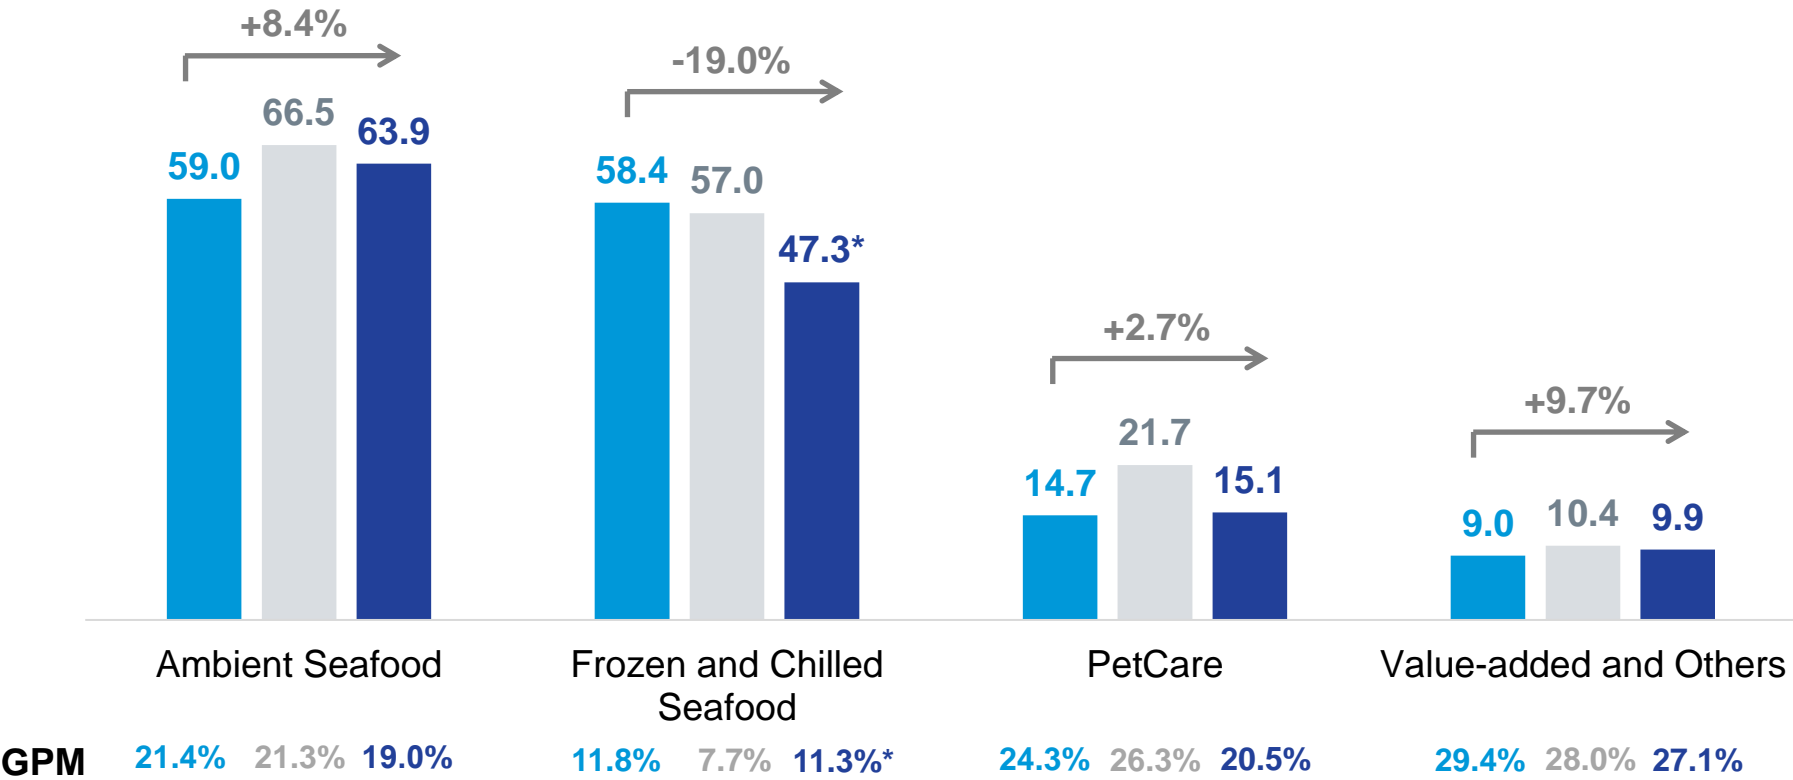 +8.4%
-19.0%
66.5
63.9
59.0
58.4
57.0
47.3*
+2.7%
+9.7%
21.7
14.7
15.1
10.4
9.9
9.0
Ambient Seafood
Frozen and Chilled
Seafood
PetCare
Value-added and Others
GPM 21.4% 21.3% 19.0% 11.8% 7.7% 11.3%* 24.3% 26.3% 20.5% 29.4% 28.0% 27.1%